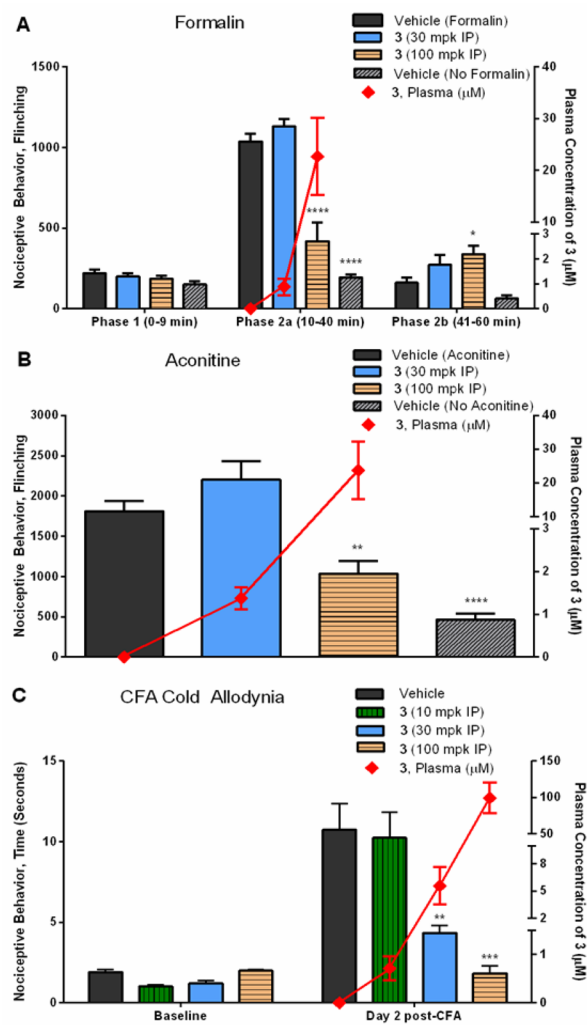 A
Formalin
Vehicle (Formalin)
3 (30 mpk IP)
3 (100 mpk IP)
Vehicle (No Formalin)
3, Plasma (μM)
Nociceptive Behavior, Flinching
1500
1000
500
0
40
30
20
10
3
2
1
0
Plasma Concentration of 3 (μM)
****
****
*
Phase 1 (0-9 min)
Phase 2a (10-40 min)
Phase 2b (41-60 min)
B
Aconitine
Vehicle (Aconitine)
3 (30 mpk IP)
3 (100 mpk IP)
Vehicle (No Aconitine)
3, Plasma (μM)
Nociceptive Behavior, Flinching
3000
2500
2000
1500
1000
500
0
40
30
20
10
3
2
1
0
Plasma Concentration of 3 (μM)
**
****
C
CFA Cold Allodynia
Vehicle
3 (10 mpk IP)
3 (30 mpk IP)
3 (100 mpk IP)
3, Plasma (μM)
Nociceptive Behavior, Time (Seconds)
15
10
5
0
150
100
50
8
5
2
1
0
Plasma Concentration of 3 (μM)
**
***
Baseline
Day 2 post-CFA